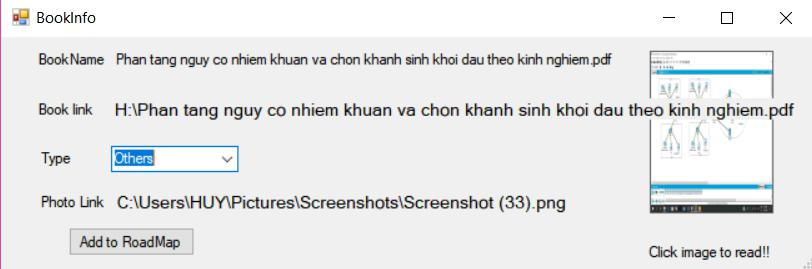 BookInfo
BookName Phan tang nguy co nhiem khuan va chon khanh sinh khoi dau theo kinh nghiem.pdf
Book link H:\Phan tang nguy co nhiem khuan va chon khanh sinh khoi dau theo kinh nghiem.pdf
Type Others
Photo Link C:\Users\HUY\Pictures\Screenshots\Screenshot (33).png
Add to RoadMap
Click image to read!!